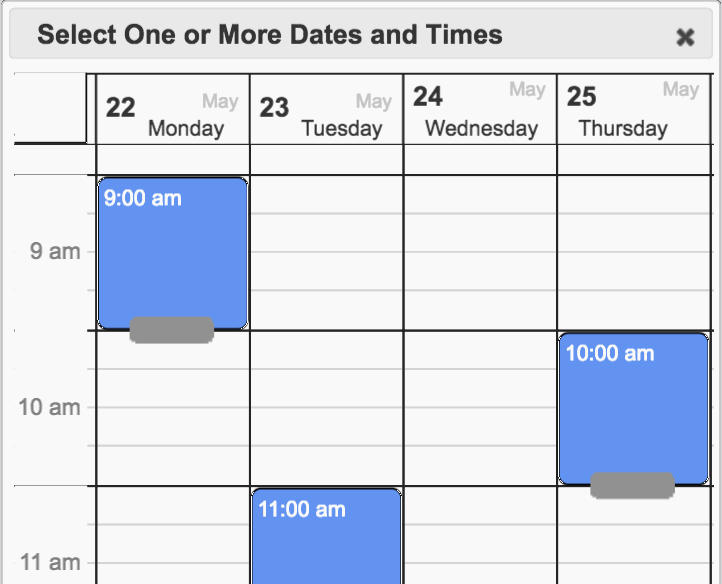 Select One or More Dates and Times
22 May Monday
23 May Tuesday
24 May Wednesday
25 May Thursday
9:00 am
9 am
10:00 am
10 am
11:00 am
11 am